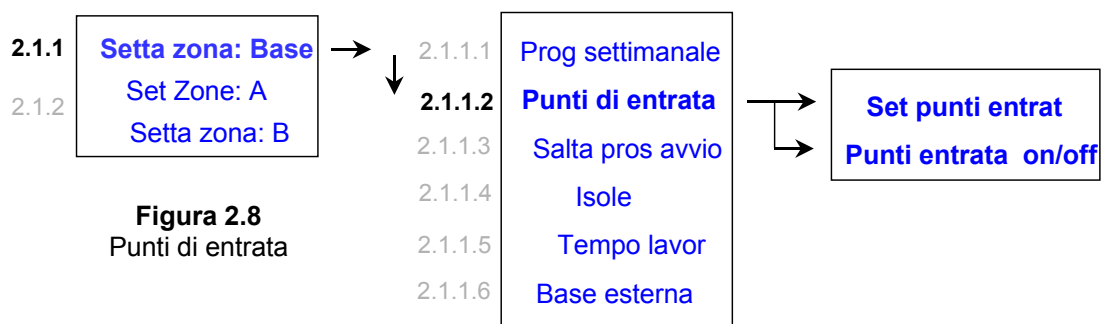 2.1.1 Setta zona: Base
2.1.2 Set Zone: A
Setta zona: B
Figura 2.8
Punti di entrata
2.1.1.1 Prog settimanale
2.1.1.2 Punti di entrata
2.1.1.3 Salta pros avvio
2.1.1.4 Isole
2.1.1.5 Tempo lavor
2.1.1.6 Base esterna
Set punti entrat
Punti entrata on/off